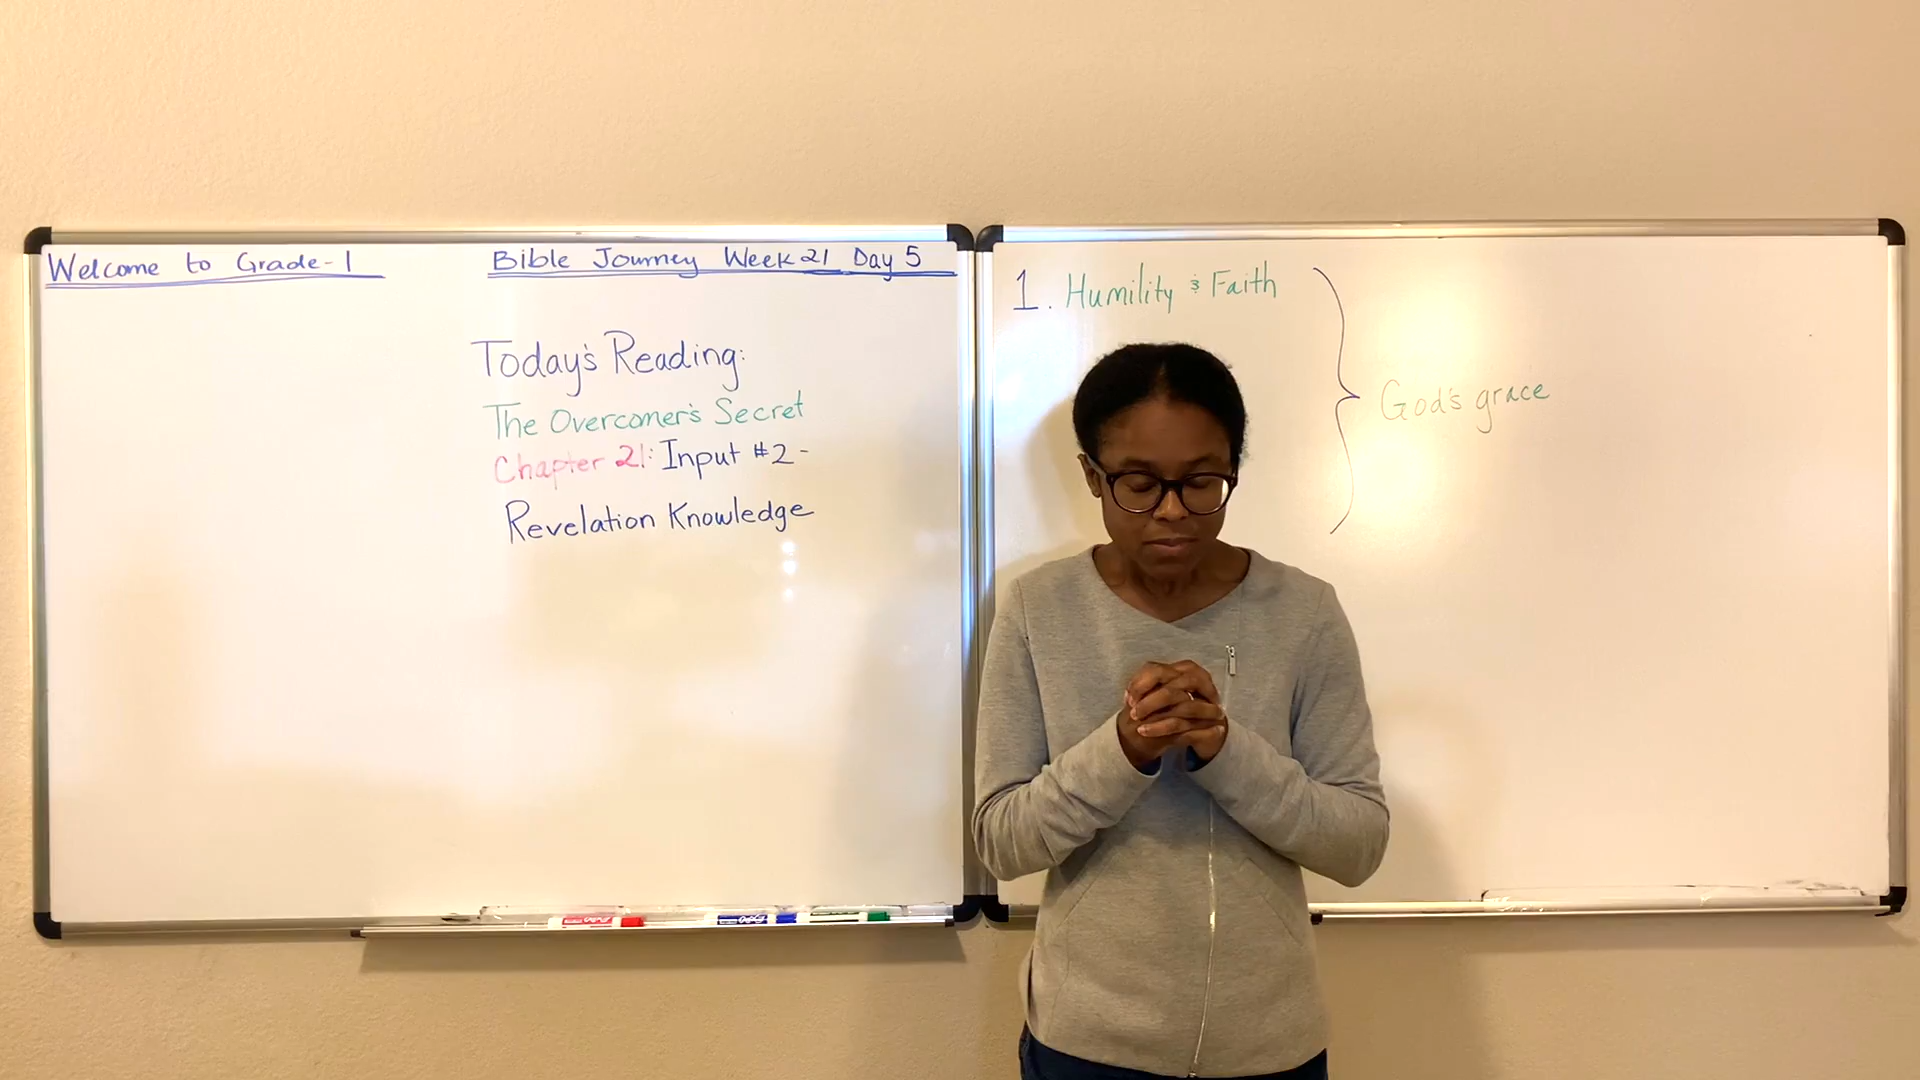 Welcome to Grade-1
Bible Journey Week 21 Day 5
Today's Reading:
The Overcomer's Secret
Chapter 21: Input #2 -
Revelation Knowledge
1. Humility & Faith
God's grace